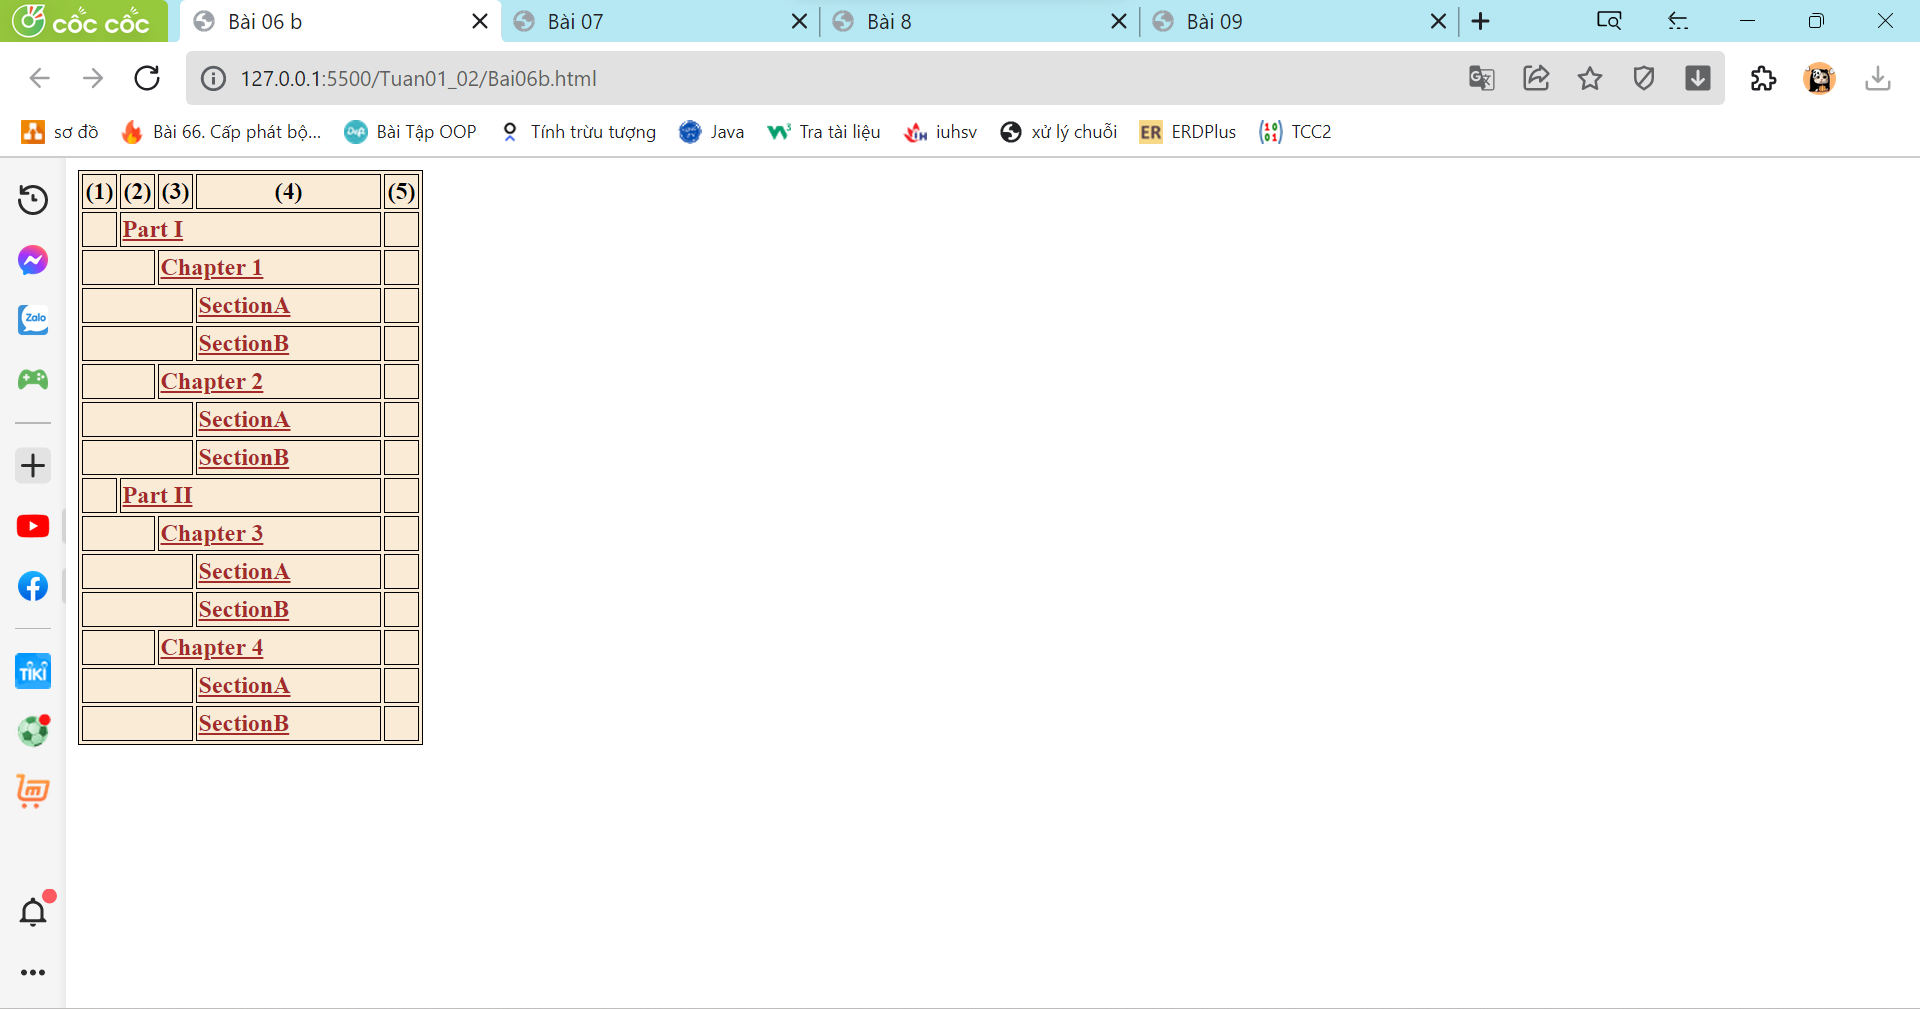 cốc cốc
Bài 06 b
Bài 07
Bài 8
Bài 09
127.0.0.1:5500/Tuan01_02/Bai06b.html
sơ đồ
Bài 66. Cấp phát bộ...
Bài Tập OOP
Tính trừu tượng
Java
Tra tài liệu
iuhsv
xử lý chuỗi
ER ERDPlus
TCC2
(1) (2) (3) (4) (5)
Part I
Chapter 1
SectionA
SectionB
Chapter 2
SectionA
SectionB
Part II
Chapter 3
SectionA
SectionB
Chapter 4
SectionA
SectionB
Zalo
TIKI